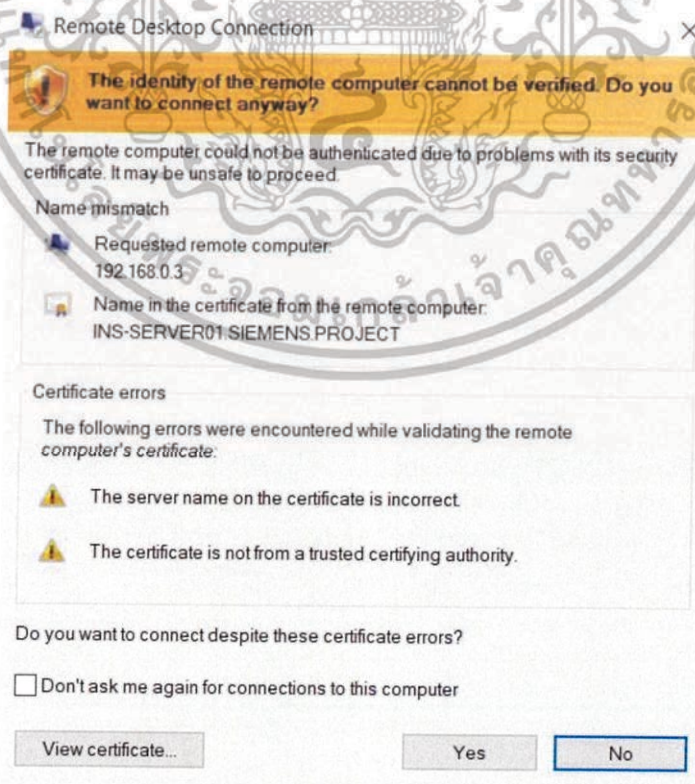 Remote Desktop Connection
The identity of the remote computer cannot be verified. Do you
want to connect anyway?
The remote computer could not be authenticated due to problems with its security
certificate. It may be unsafe to proceed.
Name mismatch
Requested remote computer:
192.168.0.3
Name in the certificate from the remote computer:
INS-SERVER01.SIEMENS.PROJECT
Certificate errors
The following errors were encountered while validating the remote
computer's certificate:
The server name on the certificate is incorrect.
The certificate is not from a trusted certifying authority.
Do you want to connect despite these certificate errors?
Don't ask me again for connections to this computer
View certificate...
Yes
No